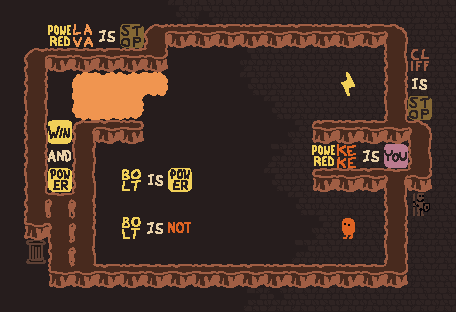 POWERED LAVA IS STOP
CLIFF IS STOP
WIN AND POWER
POWERED KEKE IS YOU
BOLT IS POWER
BOLT IS NOT